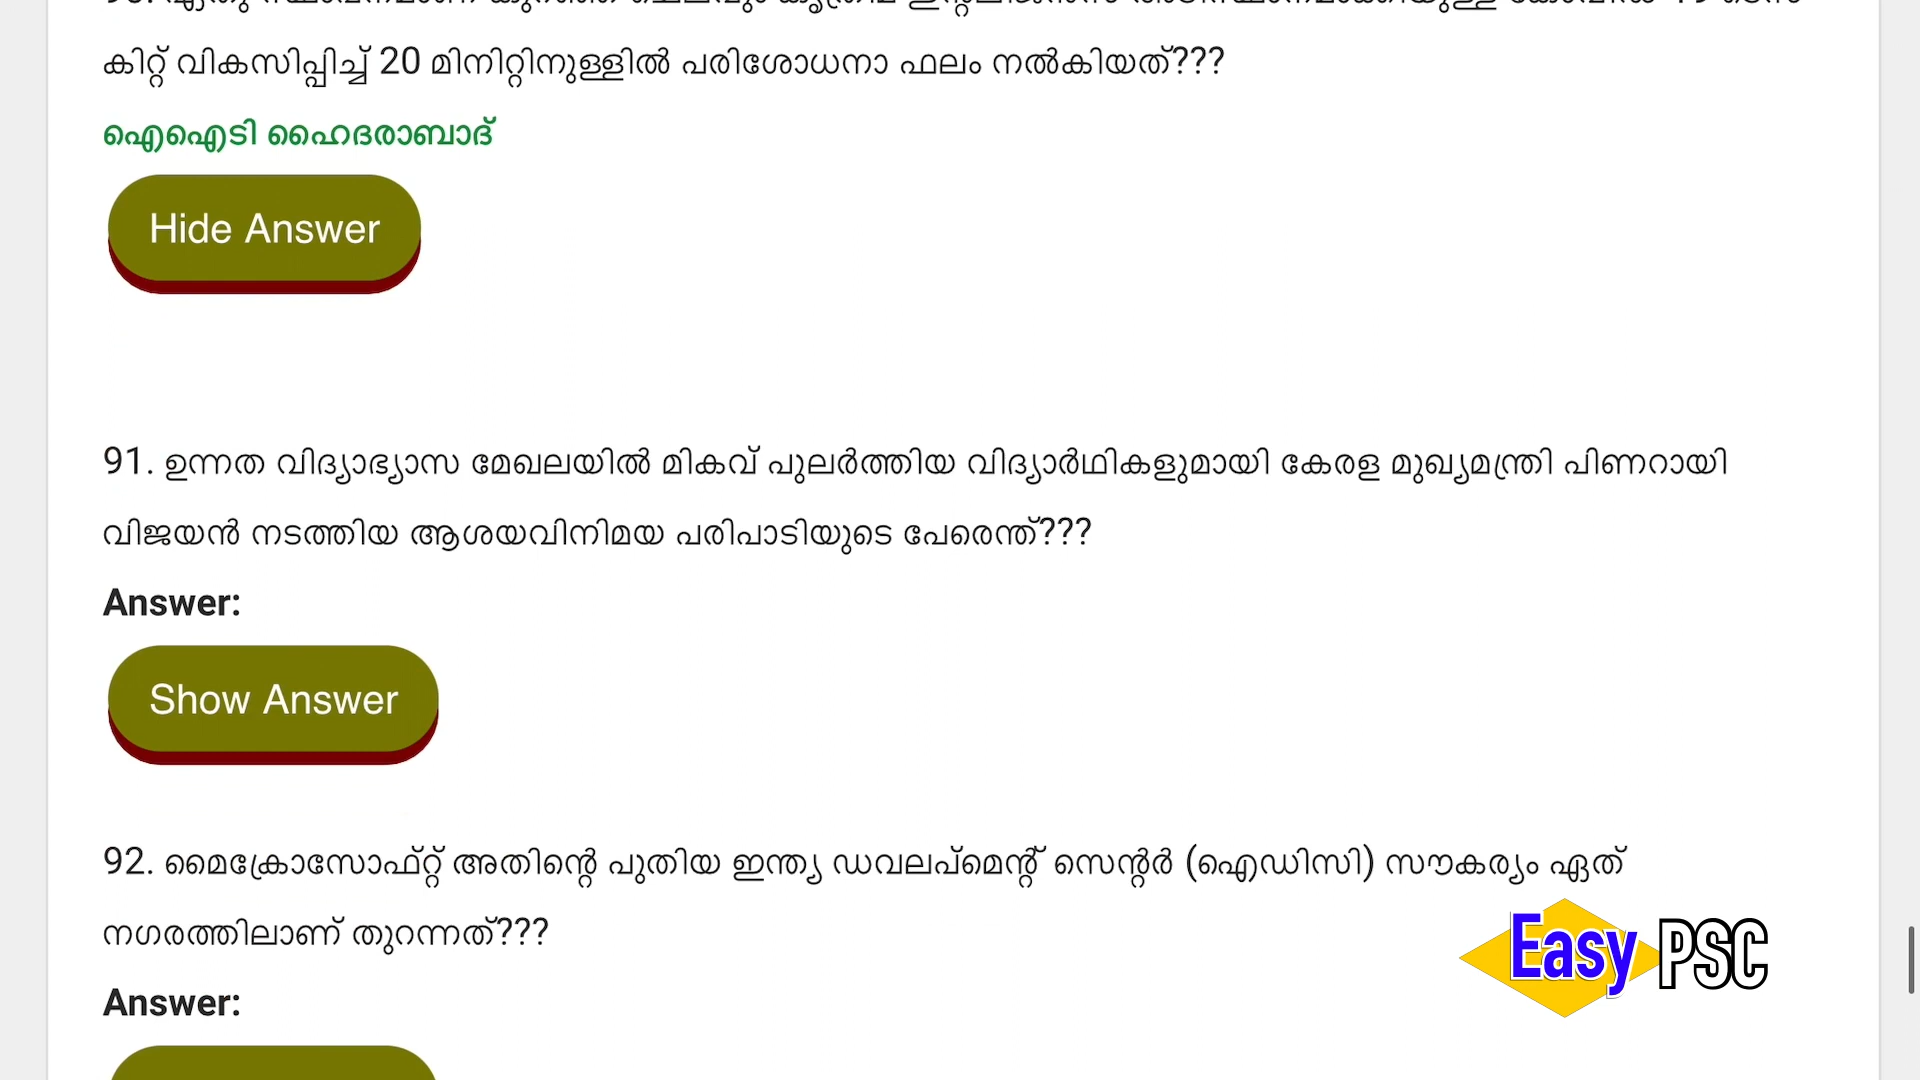 കിറ്റ് വികസിപ്പിച്ച് 20 മിനിറ്റിനുള്ളിൽ പരിശോധനാ ഫലം നൽകിയത്???
ഐഐടി ഹൈദരാബാദ്
Hide Answer
91. ഉന്നത വിദ്യാഭ്യാസ മേഖലയിൽ മികവ് പുലർത്തിയ വിദ്യാർഥികളുമായി കേരള മുഖ്യമന്ത്രി പിണറായി
വിജയൻ നടത്തിയ ആശയവിനിമയ പരിപാടിയുടെ പേരെന്ത്???
Answer:
Show Answer
92. മൈക്രോസോഫ്റ്റ് അതിന്റെ പുതിയ ഇന്ത്യ ഡവലപ്മെന്റ് സെന്റർ (ഐഡിസി) സൗകര്യം ഏത്
നഗരത്തിലാണ് തുറന്നത്???
Easy PSC
Answer: